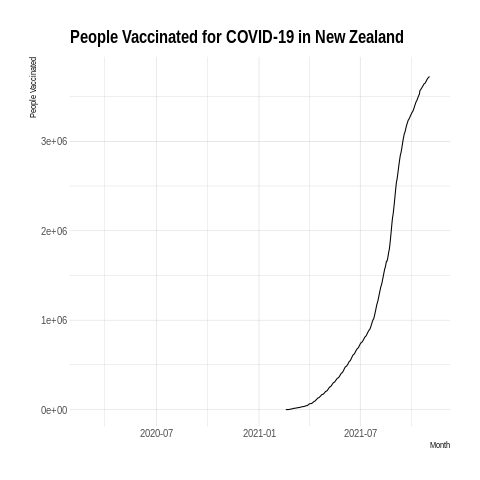 People Vaccinated for COVID-19 in New Zealand
People Vaccinated
3e+06
2e+06
1e+06
0e+00
2020-07
2021-01
2021-07
Month